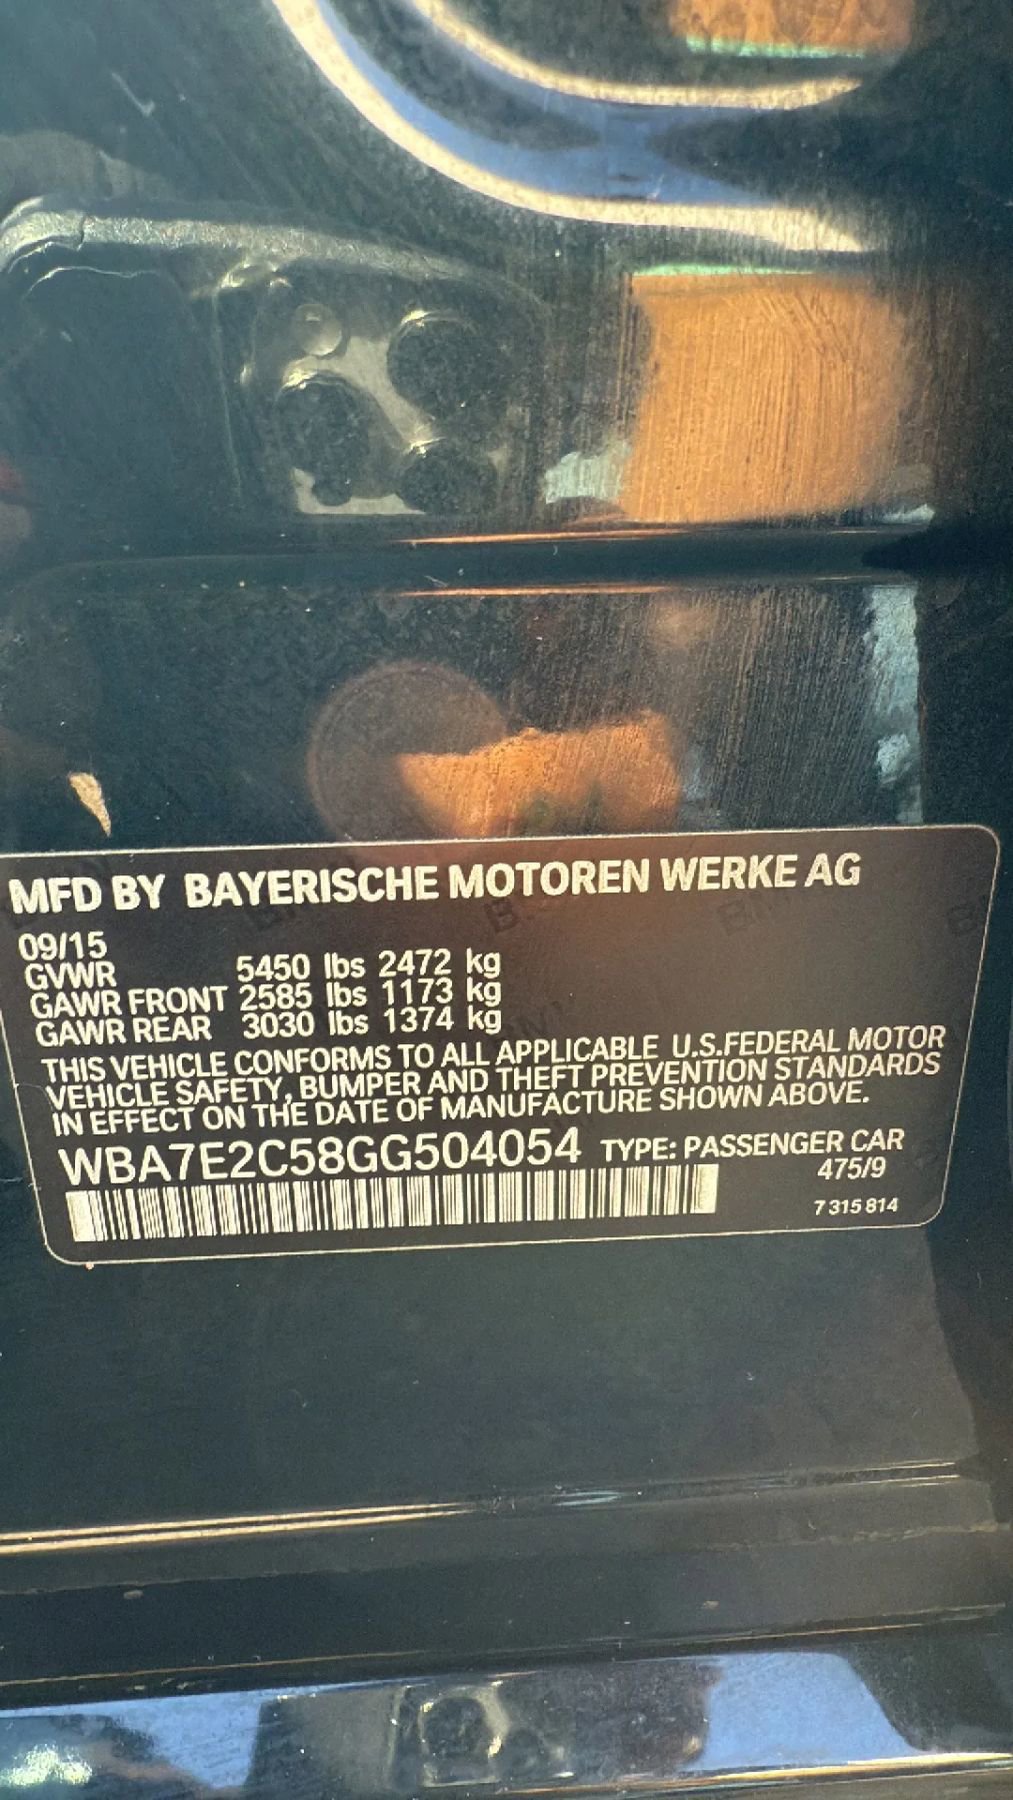 MFD BY BAYERISCHE MOTOREN WERKE AG
09/15
GVWR 5450 lbs 2472 kg
GAWR FRONT 2585 lbs 1173 kg
GAWR REAR 3030 lbs 1374 kg
THIS VEHICLE CONFORMS TO ALL APPLICABLE U.S.FEDERAL MOTOR
VEHICLE SAFETY, BUMPER AND THEFT PREVENTION STANDARDS
IN EFFECT ON THE DATE OF MANUFACTURE SHOWN ABOVE.
WBA7E2C58GG504054 TYPE: PASSENGER CAR
475/9
7 315 814